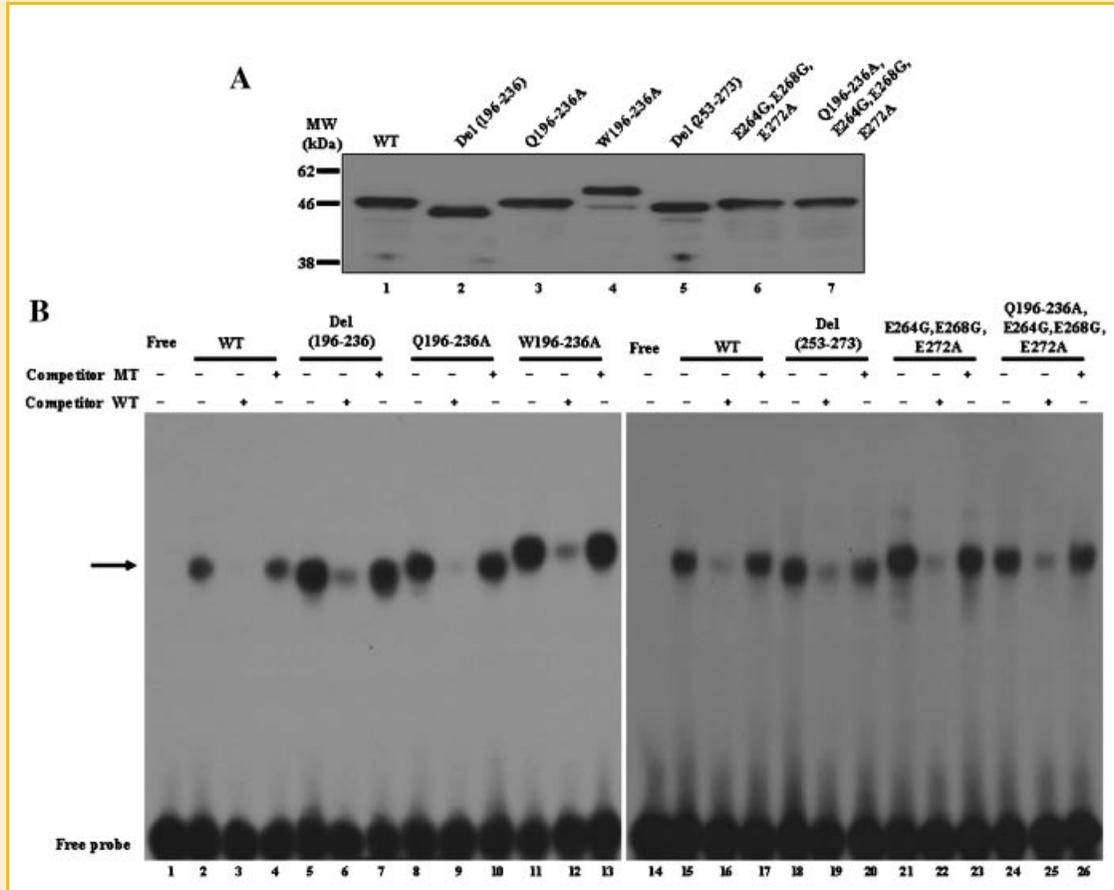 A
MW
(kDa)
WT
Del (196-236)
Q196-236A
W196-236A
Del (253-273)
E264G, E268G,
E272A
Q196-236A,
E264G, E268G,
E272A
62
46
38
1 2 3 4 5 6 7
B
Free WT Del
(196-236) Q196-236A W196-236A Free WT Del
(253-273) E264G,E268G,
E272A Q196-236A,
E264G,E268G,
E272A
Competitor MT - - - + - - + - - + - - + - - - + - - + - - + - - +
Competitor WT - - + - - + - - + - - + - - - + - - + - - + - - + -
Free probe
1 2 3 4 5 6 7 8 9 10 11 12 13 14 15 16 17 18 19 20 21 22 23 24 25 26